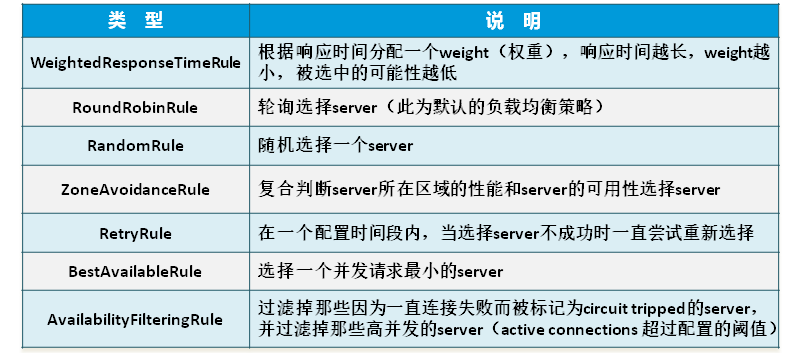 类 型 说 明
WeightedResponseTimeRule 根据响应时间分配一个weight（权重），响应时间越长，weight越
小，被选中的可能性越低
RoundRobinRule 轮询选择server（此为默认的负载均衡策略）
RandomRule 随机选择一个server
ZoneAvoidanceRule 复合判断server所在区域的性能和server的可用性选择server
RetryRule 在一个配置时间段内，当选择server不成功时一直尝试重新选择
BestAvailableRule 选择一个并发请求最小的server
AvailabilityFilteringRule 过滤掉那些因为一直连接失败而被标记为circuit tripped的server，
并过滤掉那些高并发的server（active connections 超过配置的阈值）